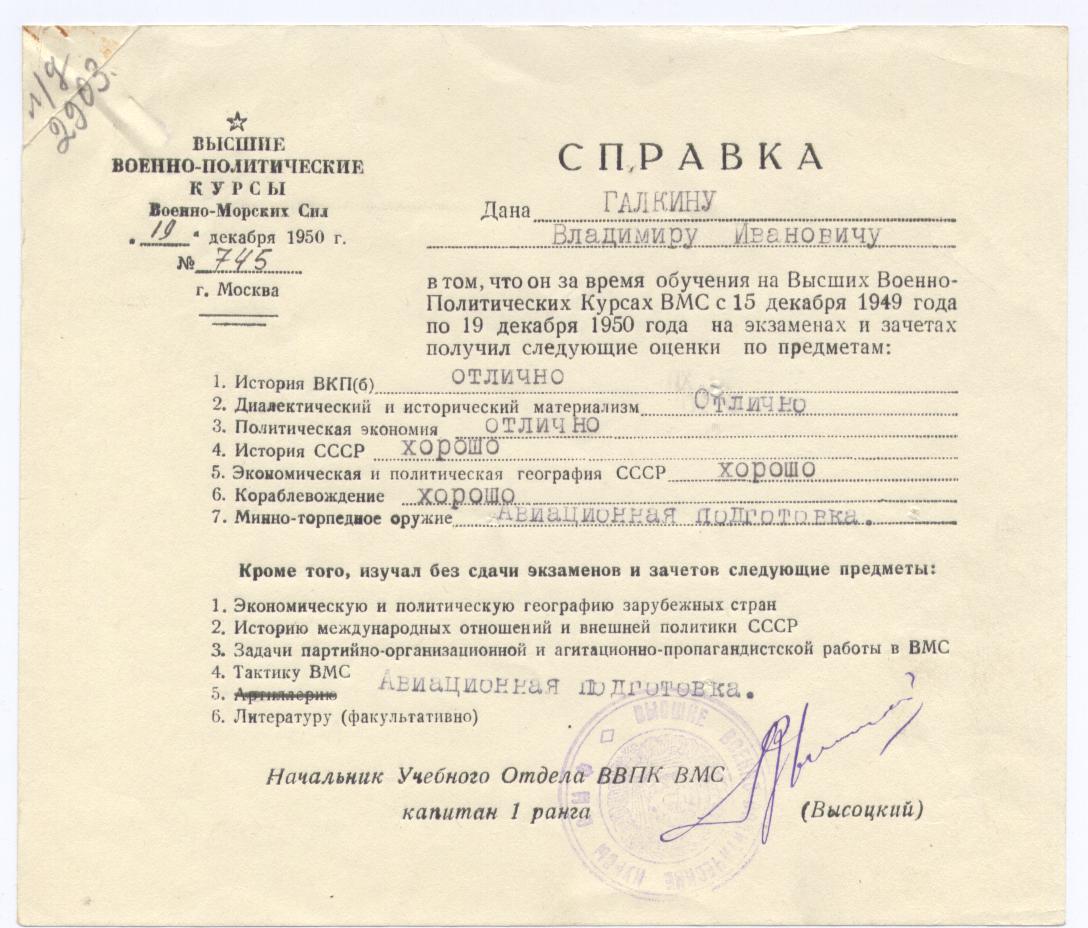 л/д
2903.
ВЫСШИЕ
ВОЕННО-ПОЛИТИЧЕСКИЕ
КУРСЫ
Военно-Морских Сил
„ 19 “ декабря 1950 г.
№ 745
г. Москва
СПРАВКА
Дана ГАЛКИНУ
Владимиру Ивановичу
в том, что он за время обучения на Высших Военно-
Политических Курсах ВМС с 15 декабря 1949 года
по 19 декабря 1950 года на экзаменах и зачетах
получил следующие оценки по предметам:
1. История ВКП(б) отлично
2. Диалектический и исторический материализм Отлично
3. Политическая экономия отлично
4. История СССР хорошо
5. Экономическая и политическая география СССР хорошо
6. Кораблевождение хорошо
7. Минно-торпедное оружие Авиационная подготовка.
Кроме того, изучал без сдачи экзаменов и зачетов следующие предметы:
1. Экономическую и политическую географию зарубежных стран
2. Историю международных отношений и внешней политики СССР
3. Задачи партийно-организационной и агитационно-пропагандистской работы в ВМС
4. Тактику ВМС
5. Артиллерию Авиационная подготовка.
6. Литературу (факультативно)
Начальник Учебного Отдела ВВПК ВМС
капитан 1 ранга (Высоцкий)
ВЫСШИЕ ВОЕННО-ПОЛИТИЧЕСКИЕ КУРСЫ